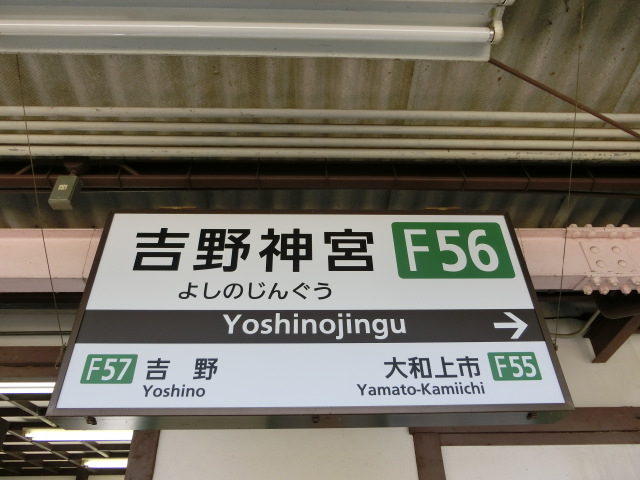 吉野神宮 F56
よしのじんぐう
Yoshinojingu →
F57 吉野 大和上市 F55
Yoshino Yamato-Kamiichi